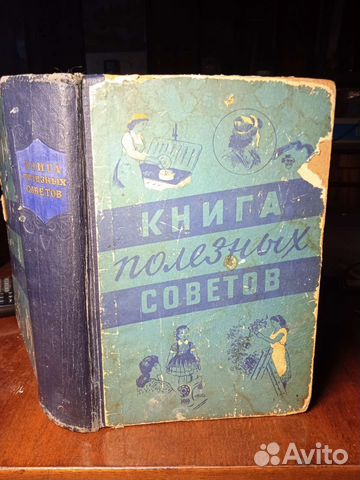 КНИГА
ПОЛЕЗНЫХ
СОВЕТОВ
КНИГА
полезных
СОВЕТОВ
Avito